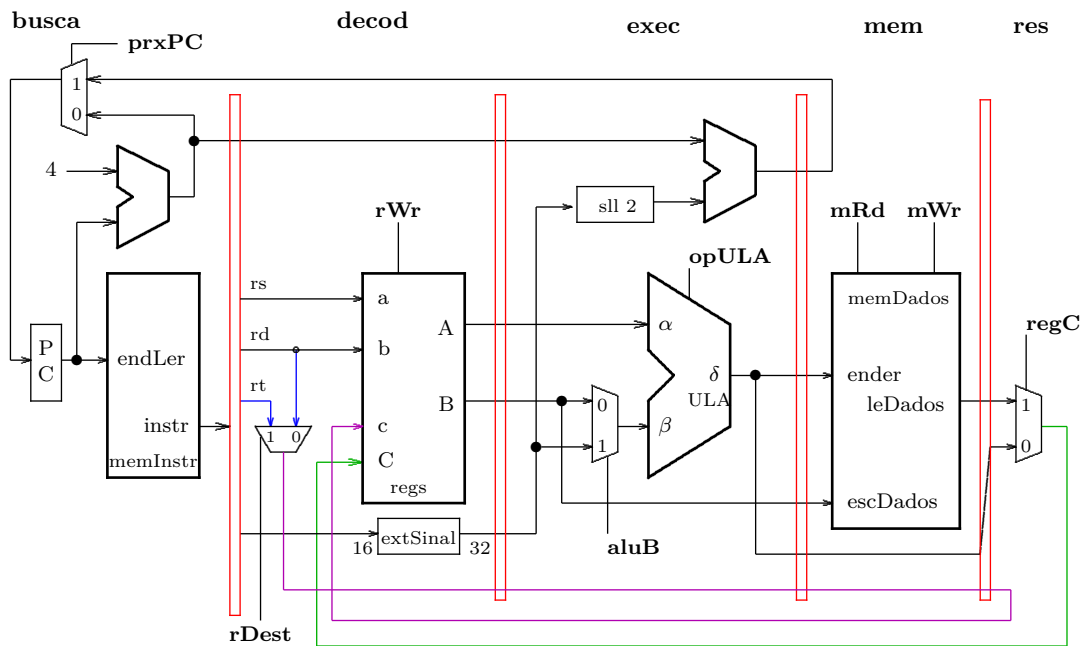 busca
decod
exec
mem
res
prxPC
1
0
4
sll 2
rWr
mRd
mWr
opULA
regC
P
C
endLer
instr
memInstr
rs
rd
rt
1 0
a
b
c
C
A
B
regs
α
β
δ
ULA
0
1
memDados
ender
leDados
escDados
1
0
16
extSinal
32
aluB
rDest